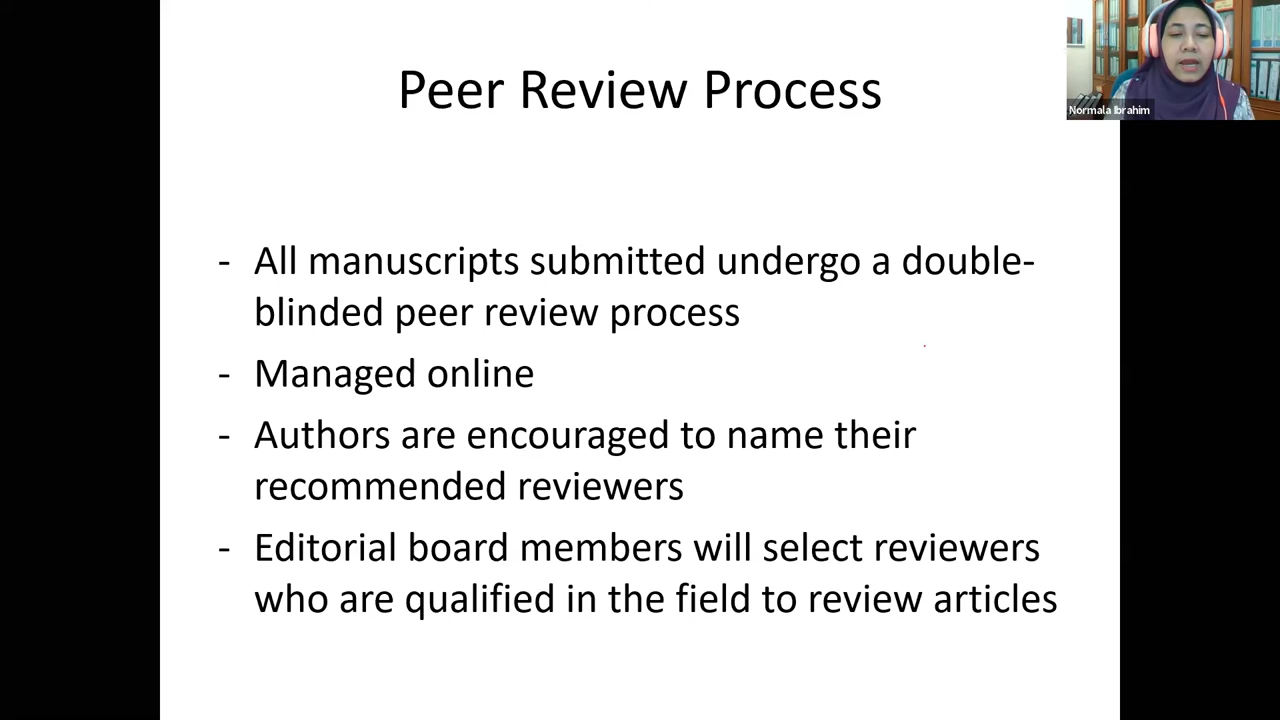 Peer Review Process
Normala Ibrahim
- All manuscripts submitted undergo a double-
blinded peer review process
- Managed online
- Authors are encouraged to name their
recommended reviewers
- Editorial board members will select reviewers
who are qualified in the field to review articles